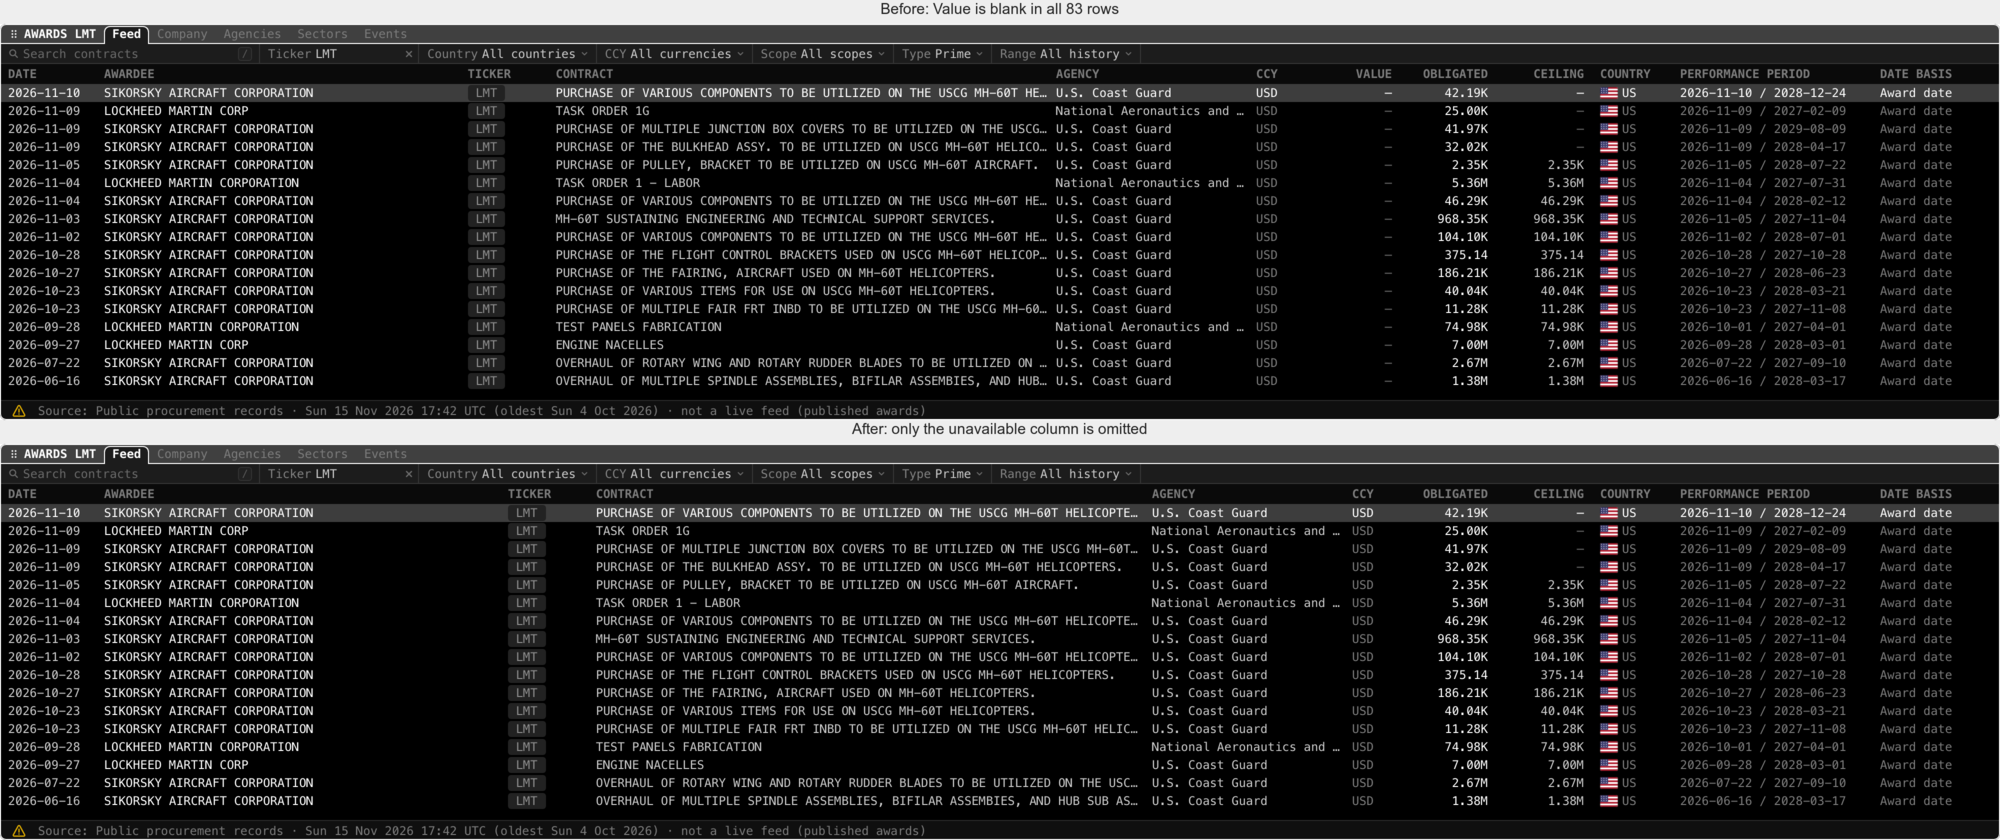 Before: Value is blank in all 83 rows
AWARDS LMT Feed Company Agencies Sectors Events
Search contracts / Ticker LMT × Country All countries CCY All currencies Scope All scopes Type Prime Range All history
DATE AWARDEE TICKER CONTRACT AGENCY CCY VALUE OBLIGATED CEILING COUNTRY PERFORMANCE PERIOD DATE BASIS
2026-11-10 SIKORSKY AIRCRAFT CORPORATION LMT PURCHASE OF VARIOUS COMPONENTS TO BE UTILIZED ON THE USCG MH-60T HE… U.S. Coast Guard USD — 42.19K — US 2026-11-10 / 2028-12-24 Award date
2026-11-09 LOCKHEED MARTIN CORP LMT TASK ORDER 1G National Aeronautics and … USD — 25.00K — US 2026-11-09 / 2027-02-09 Award date
2026-11-09 SIKORSKY AIRCRAFT CORPORATION LMT PURCHASE OF MULTIPLE JUNCTION BOX COVERS TO BE UTILIZED ON THE USCG… U.S. Coast Guard USD — 41.97K — US 2026-11-09 / 2029-08-09 Award date
2026-11-09 SIKORSKY AIRCRAFT CORPORATION LMT PURCHASE OF THE BULKHEAD ASSY. TO BE UTILIZED ON USCG MH-60T HELICO… U.S. Coast Guard USD — 32.02K — US 2026-11-09 / 2028-04-17 Award date
2026-11-05 SIKORSKY AIRCRAFT CORPORATION LMT PURCHASE OF PULLEY, BRACKET TO BE UTILIZED ON USCG MH-60T AIRCRAFT. U.S. Coast Guard USD — 2.35K 2.35K US 2026-11-05 / 2028-07-22 Award date
2026-11-04 LOCKHEED MARTIN CORPORATION LMT TASK ORDER 1 – LABOR National Aeronautics and … USD — 5.36M 5.36M US 2026-11-04 / 2027-07-31 Award date
2026-11-04 SIKORSKY AIRCRAFT CORPORATION LMT PURCHASE OF VARIOUS COMPONENTS TO BE UTILIZED ON THE USCG MH-60T HE… U.S. Coast Guard USD — 46.29K 46.29K US 2026-11-04 / 2028-02-12 Award date
2026-11-03 SIKORSKY AIRCRAFT CORPORATION LMT MH-60T SUSTAINING ENGINEERING AND TECHNICAL SUPPORT SERVICES. U.S. Coast Guard USD — 968.35K 968.35K US 2026-11-05 / 2027-11-04 Award date
2026-11-02 SIKORSKY AIRCRAFT CORPORATION LMT PURCHASE OF VARIOUS COMPONENTS TO BE UTILIZED ON THE USCG MH-60T HE… U.S. Coast Guard USD — 104.10K 104.10K US 2026-11-02 / 2028-07-01 Award date
2026-10-28 SIKORSKY AIRCRAFT CORPORATION LMT PURCHASE OF THE FLIGHT CONTROL BRACKETS USED ON USCG MH-60T HELICOP… U.S. Coast Guard USD — 375.14 375.14 US 2026-10-28 / 2027-10-28 Award date
2026-10-27 SIKORSKY AIRCRAFT CORPORATION LMT PURCHASE OF THE FAIRING, AIRCRAFT USED ON MH-60T HELICOPTERS. U.S. Coast Guard USD — 186.21K 186.21K US 2026-10-27 / 2028-06-23 Award date
2026-10-23 SIKORSKY AIRCRAFT CORPORATION LMT PURCHASE OF VARIOUS ITEMS FOR USE ON USCG MH-60T HELICOPTERS. U.S. Coast Guard USD — 40.04K 40.04K US 2026-10-23 / 2028-03-21 Award date
2026-10-23 SIKORSKY AIRCRAFT CORPORATION LMT PURCHASE OF MULTIPLE FAIR FRT INBD TO BE UTILIZED ON THE USCG MH-60… U.S. Coast Guard USD — 11.28K 11.28K US 2026-10-23 / 2027-11-08 Award date
2026-09-28 LOCKHEED MARTIN CORPORATION LMT TEST PANELS FABRICATION National Aeronautics and … USD — 74.98K 74.98K US 2026-10-01 / 2027-04-01 Award date
2026-09-27 LOCKHEED MARTIN CORP LMT ENGINE NACELLES U.S. Coast Guard USD — 7.00M 7.00M US 2026-09-28 / 2028-03-01 Award date
2026-07-22 SIKORSKY AIRCRAFT CORPORATION LMT OVERHAUL OF ROTARY WING AND ROTARY RUDDER BLADES TO BE UTILIZED ON … U.S. Coast Guard USD — 2.67M 2.67M US 2026-07-22 / 2027-09-10 Award date
2026-06-16 SIKORSKY AIRCRAFT CORPORATION LMT OVERHAUL OF MULTIPLE SPINDLE ASSEMBLIES, BIFILAR ASSEMBIES, AND HUB… U.S. Coast Guard USD — 1.38M 1.38M US 2026-06-16 / 2028-03-17 Award date
Source: Public procurement records · Sun 15 Nov 2026 17:42 UTC (oldest Sun 4 Oct 2026) · not a live feed (published awards)
After: only the unavailable column is omitted
AWARDS LMT Feed Company Agencies Sectors Events
Search contracts / Ticker LMT × Country All countries CCY All currencies Scope All scopes Type Prime Range All history
DATE AWARDEE TICKER CONTRACT AGENCY CCY OBLIGATED CEILING COUNTRY PERFORMANCE PERIOD DATE BASIS
2026-11-10 SIKORSKY AIRCRAFT CORPORATION LMT PURCHASE OF VARIOUS COMPONENTS TO BE UTILIZED ON THE USCG MH-60T HELICOPTE… U.S. Coast Guard USD 42.19K — US 2026-11-10 / 2028-12-24 Award date
2026-11-09 LOCKHEED MARTIN CORP LMT TASK ORDER 1G National Aeronautics and … USD 25.00K — US 2026-11-09 / 2027-02-09 Award date
2026-11-09 SIKORSKY AIRCRAFT CORPORATION LMT PURCHASE OF MULTIPLE JUNCTION BOX COVERS TO BE UTILIZED ON THE USCG MH-60T… U.S. Coast Guard USD 41.97K — US 2026-11-09 / 2029-08-09 Award date
2026-11-09 SIKORSKY AIRCRAFT CORPORATION LMT PURCHASE OF THE BULKHEAD ASSY. TO BE UTILIZED ON USCG MH-60T HELICOPTERS. U.S. Coast Guard USD 32.02K — US 2026-11-09 / 2028-04-17 Award date
2026-11-05 SIKORSKY AIRCRAFT CORPORATION LMT PURCHASE OF PULLEY, BRACKET TO BE UTILIZED ON USCG MH-60T AIRCRAFT. U.S. Coast Guard USD 2.35K 2.35K US 2026-11-05 / 2028-07-22 Award date
2026-11-04 LOCKHEED MARTIN CORPORATION LMT TASK ORDER 1 – LABOR National Aeronautics and … USD 5.36M 5.36M US 2026-11-04 / 2027-07-31 Award date
2026-11-04 SIKORSKY AIRCRAFT CORPORATION LMT PURCHASE OF VARIOUS COMPONENTS TO BE UTILIZED ON THE USCG MH-60T HELICOPTE… U.S. Coast Guard USD 46.29K 46.29K US 2026-11-04 / 2028-02-12 Award date
2026-11-03 SIKORSKY AIRCRAFT CORPORATION LMT MH-60T SUSTAINING ENGINEERING AND TECHNICAL SUPPORT SERVICES. U.S. Coast Guard USD 968.35K 968.35K US 2026-11-05 / 2027-11-04 Award date
2026-11-02 SIKORSKY AIRCRAFT CORPORATION LMT PURCHASE OF VARIOUS COMPONENTS TO BE UTILIZED ON THE USCG MH-60T HELICOPTE… U.S. Coast Guard USD 104.10K 104.10K US 2026-11-02 / 2028-07-01 Award date
2026-10-28 SIKORSKY AIRCRAFT CORPORATION LMT PURCHASE OF THE FLIGHT CONTROL BRACKETS USED ON USCG MH-60T HELICOPTERS. U.S. Coast Guard USD 375.14 375.14 US 2026-10-28 / 2027-10-28 Award date
2026-10-27 SIKORSKY AIRCRAFT CORPORATION LMT PURCHASE OF THE FAIRING, AIRCRAFT USED ON MH-60T HELICOPTERS. U.S. Coast Guard USD 186.21K 186.21K US 2026-10-27 / 2028-06-23 Award date
2026-10-23 SIKORSKY AIRCRAFT CORPORATION LMT PURCHASE OF VARIOUS ITEMS FOR USE ON USCG MH-60T HELICOPTERS. U.S. Coast Guard USD 40.04K 40.04K US 2026-10-23 / 2028-03-21 Award date
2026-10-23 SIKORSKY AIRCRAFT CORPORATION LMT PURCHASE OF MULTIPLE FAIR FRT INBD TO BE UTILIZED ON THE USCG MH-60T HELIC… U.S. Coast Guard USD 11.28K 11.28K US 2026-10-23 / 2027-11-08 Award date
2026-09-28 LOCKHEED MARTIN CORPORATION LMT TEST PANELS FABRICATION National Aeronautics and … USD 74.98K 74.98K US 2026-10-01 / 2027-04-01 Award date
2026-09-27 LOCKHEED MARTIN CORP LMT ENGINE NACELLES U.S. Coast Guard USD 7.00M 7.00M US 2026-09-28 / 2028-03-01 Award date
2026-07-22 SIKORSKY AIRCRAFT CORPORATION LMT OVERHAUL OF ROTARY WING AND ROTARY RUDDER BLADES TO BE UTILIZED ON THE USC… U.S. Coast Guard USD 2.67M 2.67M US 2026-07-22 / 2027-09-10 Award date
2026-06-16 SIKORSKY AIRCRAFT CORPORATION LMT OVERHAUL OF MULTIPLE SPINDLE ASSEMBLIES, BIFILAR ASSEMBIES, AND HUB SUB AS… U.S. Coast Guard USD 1.38M 1.38M US 2026-06-16 / 2028-03-17 Award date
Source: Public procurement records · Sun 15 Nov 2026 17:42 UTC (oldest Sun 4 Oct 2026) · not a live feed (published awards)